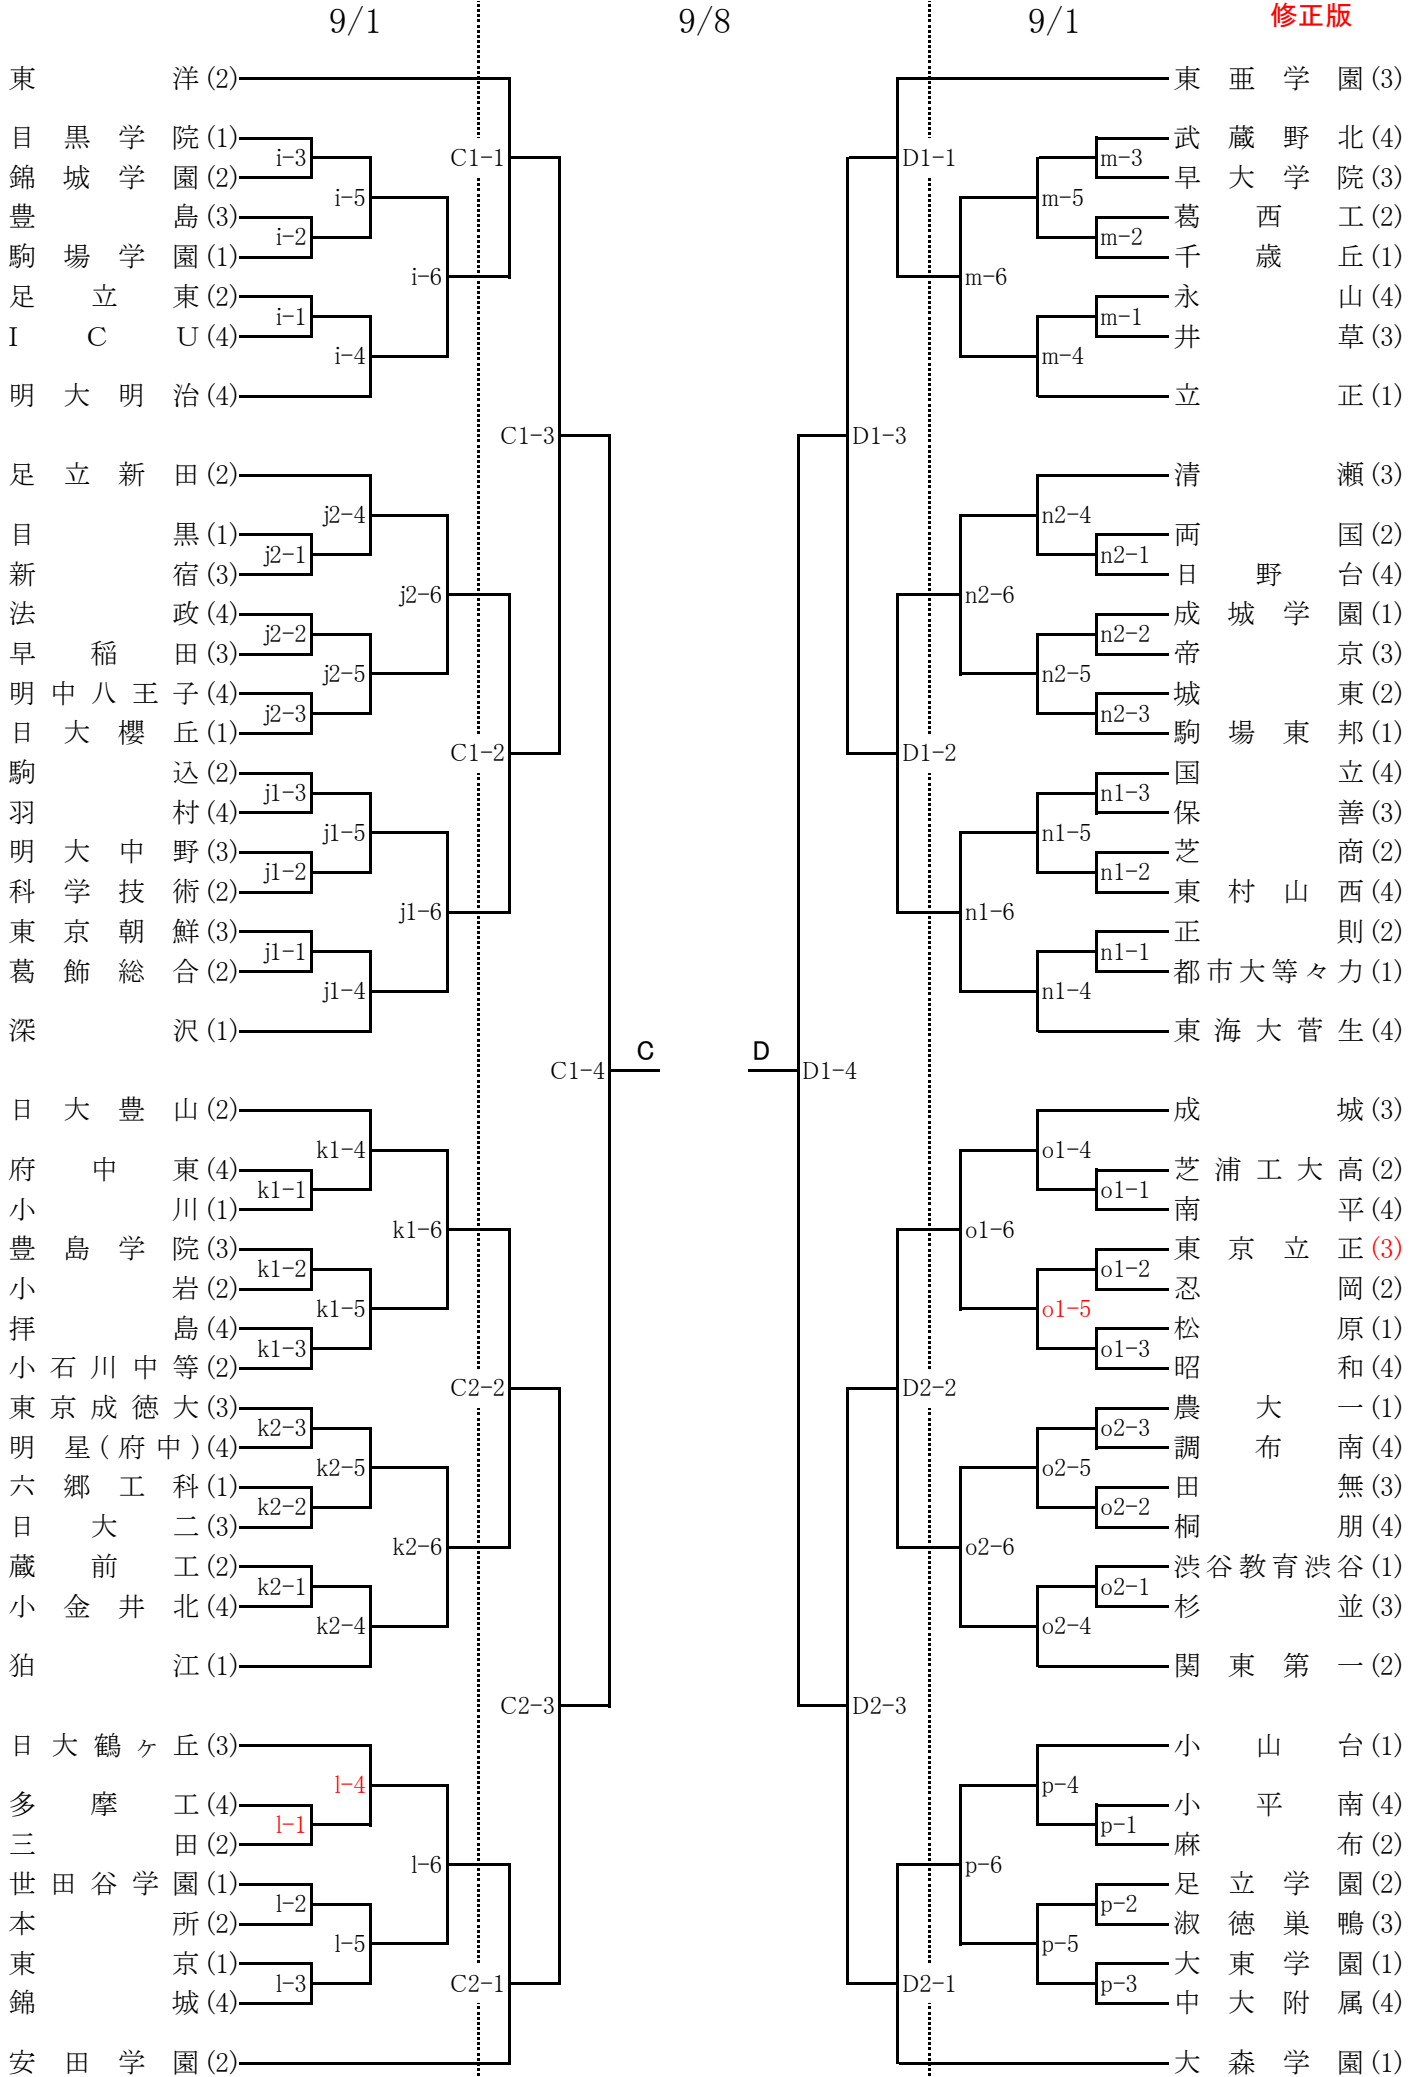 9/1 9/8 9/1 修正版
東洋(2) 東亜学園(3)
目黒学院(1) 武蔵野北(4)
i-3 C1-1 D1-1 m-3
錦城学園(2) 早大学院(3)
i-5 m-5
豊島(3) 葛西工(2)
i-2 m-2
駒場学園(1) 千歳丘(1)
i-6 m-6
足立東(2) 永山(4)
i-1 m-1
ICU(4) 井草(3)
i-4 m-4
明大明治(4) 立正(1)
C1-3 D1-3
足立新田(2) 清瀬(3)
j2-4 n2-4
目黒(1) 両国(2)
j2-1 n2-1
新宿(3) 日野台(4)
j2-6 n2-6
法政(4) 成城学園(1)
j2-2 n2-2
早稲田(3) 帝京(3)
j2-5 n2-5
明中八王子(4) 城東(2)
j2-3 n2-3
日大櫻丘(1) 駒場東邦(1)
C1-2 D1-2
駒込(2) 国立(4)
j1-3 n1-3
羽村(4) 保善(3)
j1-5 n1-5
明大中野(3) 芝商(2)
j1-2 n1-2
科学技術(2) 東村山西(4)
j1-6 n1-6
東京朝鮮(3) 正則(2)
j1-1 n1-1
葛飾総合(2) 都市大等々力(1)
j1-4 n1-4
深沢(1) 東海大菅生(4)
C D
C1-4 D1-4
日大豊山(2) 成城(3)
k1-4 o1-4
府中東(4) 芝浦工大高(2)
k1-1 o1-1
小川(1) 南平(4)
k1-6 o1-6
豊島学院(3) 東京立正(3)
k1-2 o1-2
小岩(2) 忍岡(2)
k1-5 o1-5
拝島(4) 松原(1)
k1-3 o1-3
小石川中等(2) 昭和(4)
C2-2 D2-2
東京成徳大(3) 農大一(1)
k2-3 o2-3
明星(府中)(4) 調布南(4)
k2-5 o2-5
六郷工科(1) 田無(3)
k2-2 o2-2
日大二(3) 桐朋(4)
k2-6 o2-6
蔵前工(2) 渋谷教育渋谷(1)
k2-1 o2-1
小金井北(4) 杉並(3)
k2-4 o2-4
狛江(1) 関東第一(2)
C2-3 D2-3
日大鶴ヶ丘(3) 小山台(1)
l-4 p-4
多摩工(4) 小平南(4)
l-1 p-1
三田(2) 麻布(2)
l-6 p-6
世田谷学園(1) 足立学園(2)
l-2 p-2
本所(2) 淑徳巣鴨(3)
l-5 p-5
東京(1) 大東学園(1)
l-3 C2-1 D2-1 p-3
錦城(4) 中大附属(4)
安田学園(2) 大森学園(1)